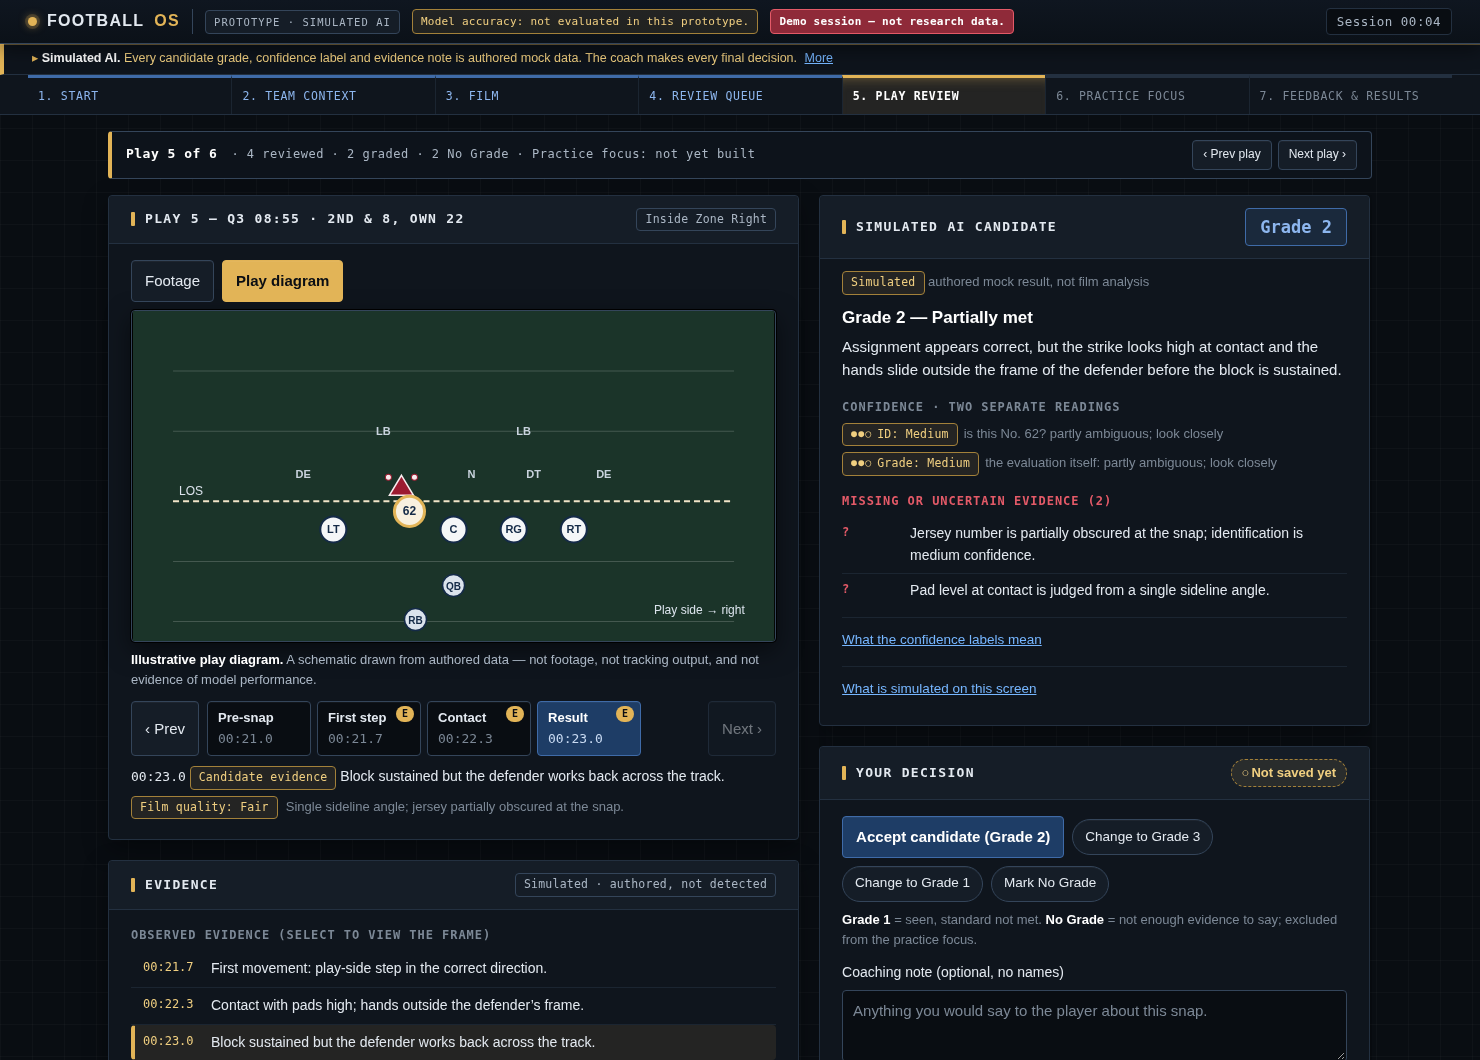 FOOTBALL OS
PROTOTYPE · SIMULATED AI
Model accuracy: not evaluated in this prototype.
Demo session — not research data.
Session 00:04
▸ Simulated AI. Every candidate grade, confidence label and evidence note is authored mock data. The coach makes every final decision. More
1. START
2. TEAM CONTEXT
3. FILM
4. REVIEW QUEUE
5. PLAY REVIEW
6. PRACTICE FOCUS
7. FEEDBACK & RESULTS
Play 5 of 6 · 4 reviewed · 2 graded · 2 No Grade · Practice focus: not yet built
‹ Prev play
Next play ›
PLAY 5 — Q3 08:55 · 2ND & 8, OWN 22
Inside Zone Right
Footage
Play diagram
LB
LB
DE
N
DT
DE
LOS
62
LT
C
RG
RT
QB
RB
Play side → right
Illustrative play diagram. A schematic drawn from authored data — not footage, not tracking output, and not
evidence of model performance.
‹ Prev
Pre-snap
00:21.0
First step E
00:21.7
Contact E
00:22.3
Result E
00:23.0
Next ›
00:23.0 Candidate evidence Block sustained but the defender works back across the track.
Film quality: Fair Single sideline angle; jersey partially obscured at the snap.
EVIDENCE
Simulated · authored, not detected
OBSERVED EVIDENCE (SELECT TO VIEW THE FRAME)
00:21.7 First movement: play-side step in the correct direction.
00:22.3 Contact with pads high; hands outside the defender’s frame.
00:23.0 Block sustained but the defender works back across the track.
SIMULATED AI CANDIDATE
Grade 2
Simulated authored mock result, not film analysis
Grade 2 — Partially met
Assignment appears correct, but the strike looks high at contact and the
hands slide outside the frame of the defender before the block is sustained.
CONFIDENCE · TWO SEPARATE READINGS
●●○ ID: Medium is this No. 62? partly ambiguous; look closely
●●○ Grade: Medium the evaluation itself: partly ambiguous; look closely
MISSING OR UNCERTAIN EVIDENCE (2)
? Jersey number is partially obscured at the snap; identification is
medium confidence.
? Pad level at contact is judged from a single sideline angle.
What the confidence labels mean
What is simulated on this screen
YOUR DECISION
○ Not saved yet
Accept candidate (Grade 2)
Change to Grade 3
Change to Grade 1
Mark No Grade
Grade 1 = seen, standard not met. No Grade = not enough evidence to say; excluded
from the practice focus.
Coaching note (optional, no names)
Anything you would say to the player about this snap.